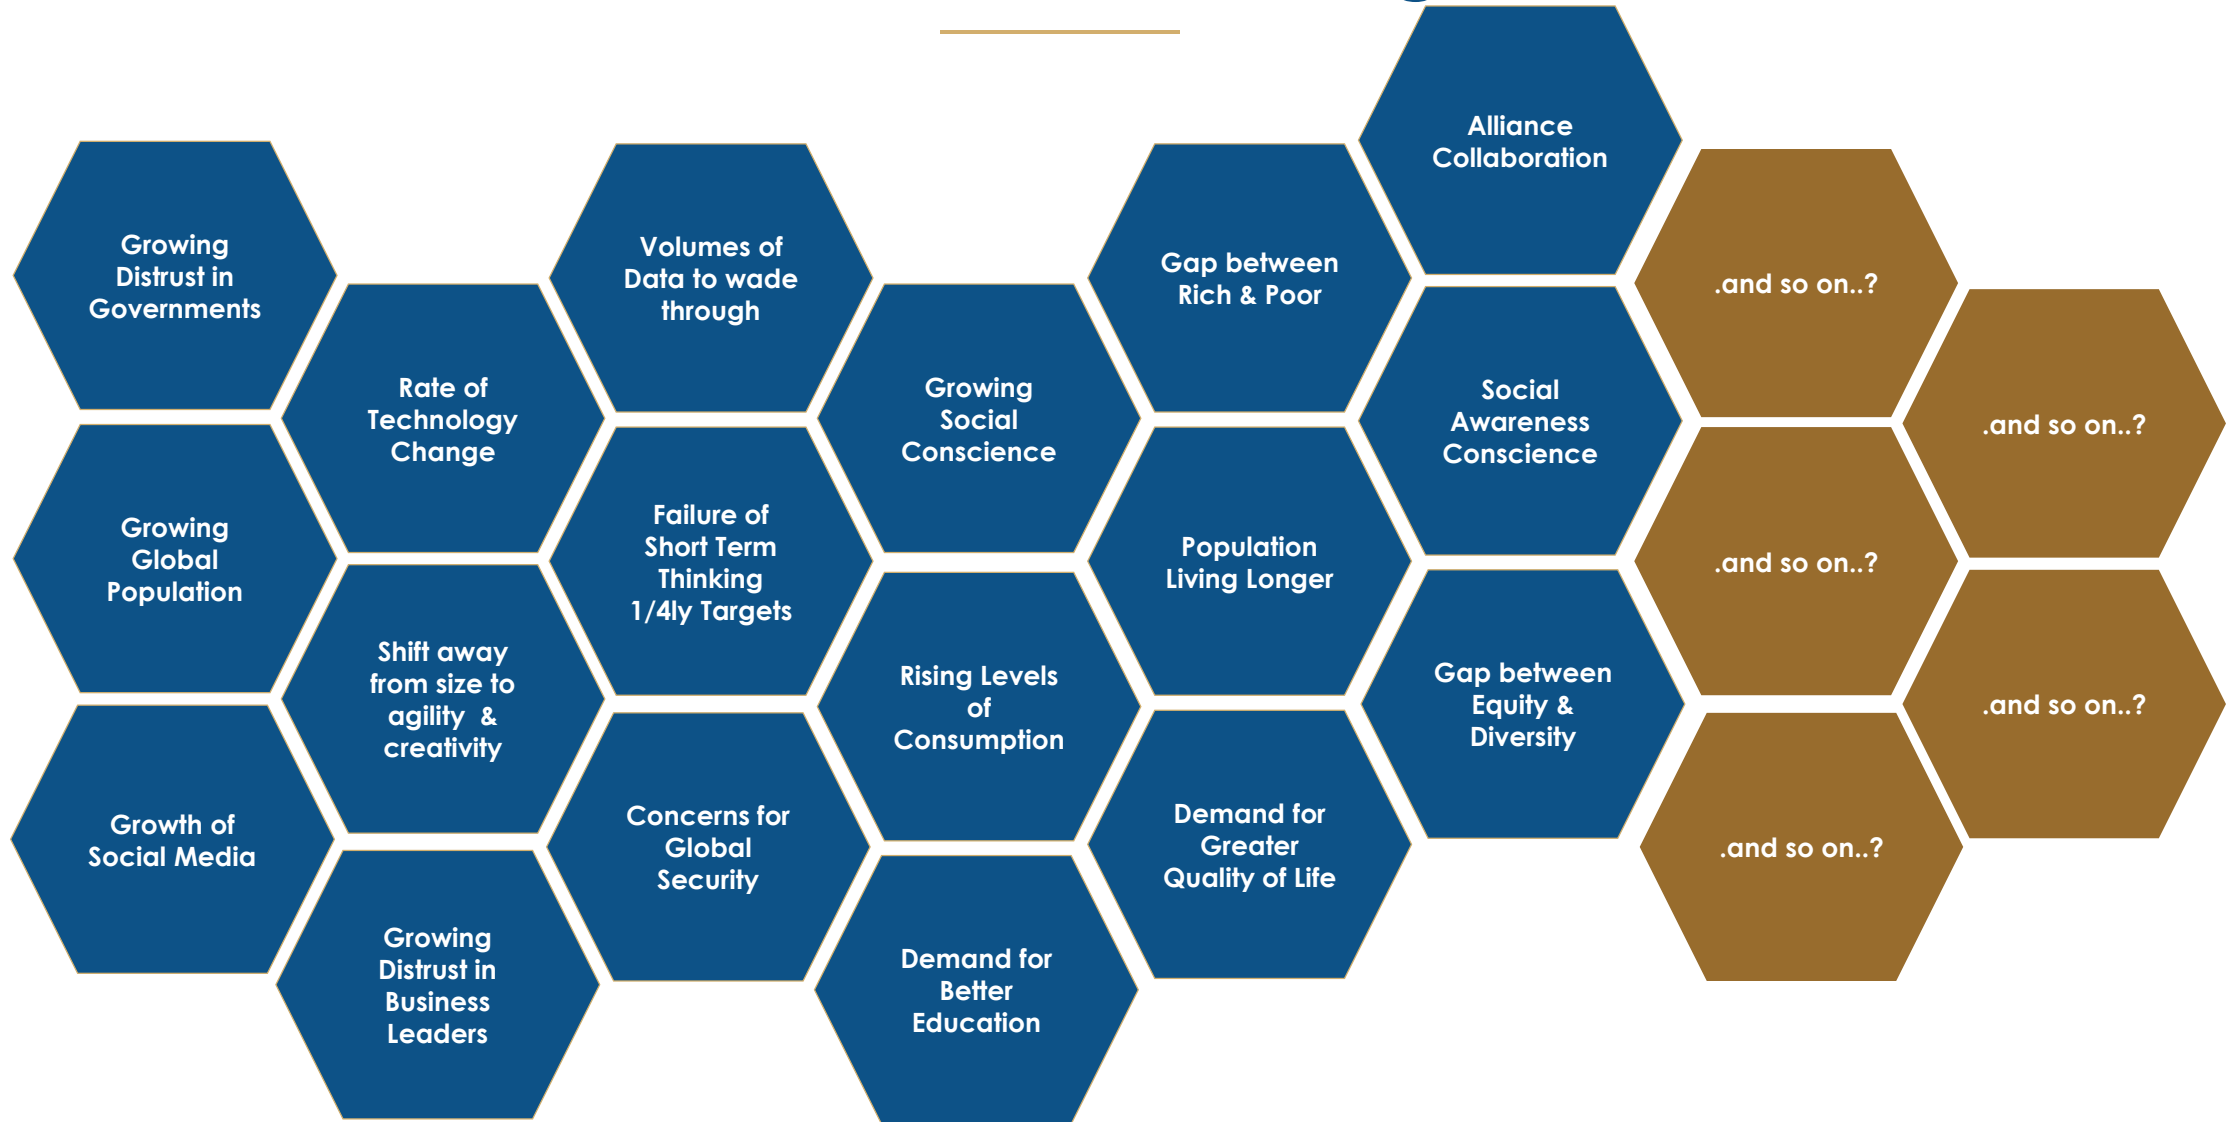 Growing
Distrust in
Governments
Growing
Global
Population
Growth of
Social Media
Rate of
Technology
Change
Shift away
from size to
agility & 
creativity
Growing
Distrust in
Business
Leaders
Volumes of
Data to wade
through
Failure of
Short Term
Thinking
1/4ly Targets
Concerns for
Global
Security
Growing
Social
Conscience
Rising Levels
of
Consumption
Demand for
Better
Education
Gap between
Rich & Poor
Population
Living Longer
Demand for
Greater
Quality of Life
Alliance
Collaboration
Social
Awareness
Conscience
Gap between
Equity &
Diversity
.and so on..?
.and so on..?
.and so on..?
.and so on..?
.and so on..?